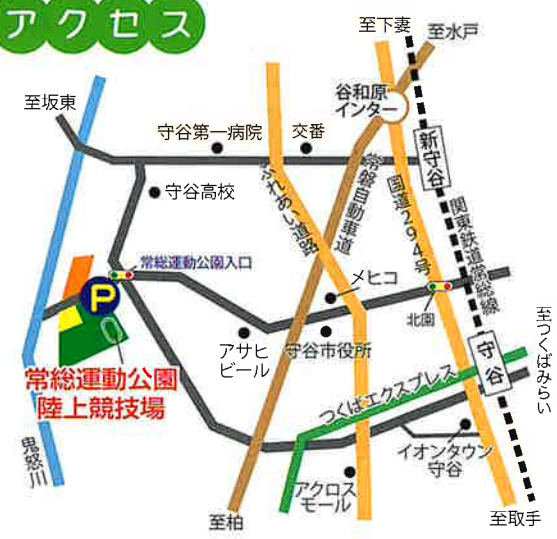 アクセス
至下妻
至水戸
谷和原
インター
至坂東
守谷第一病院
交番
新守谷
守谷高校
ふれあい道路
常磐自動車道
国道294号
関東鉄道常総線
常総運動公園入口
メヒコ
P
北園
アサヒ
ビール
守谷市役所
守谷
至つくばみらい
常総運動公園
陸上競技場
つくばエクスプレス
鬼怒川
イオンタウン
守谷
アクロス
モール
至柏
至取手